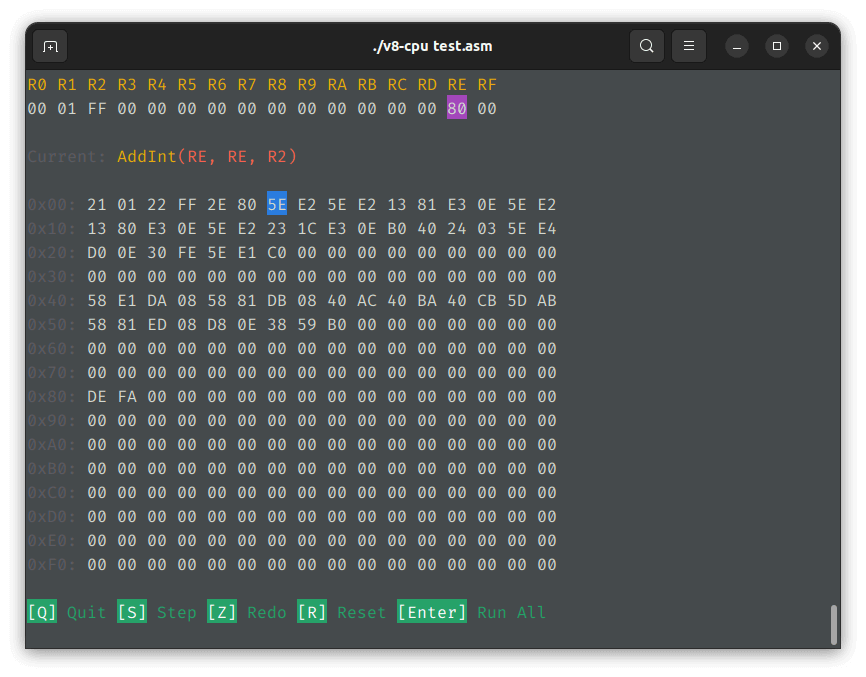 ./v8-cpu test.asm
R0 R1 R2 R3 R4 R5 R6 R7 R8 R9 RA RB RC RD RE RF
00 01 FF 00 00 00 00 00 00 00 00 00 00 00 80 00
Current: AddInt(RE, RE, R2)
0x00: 21 01 22 FF 2E 80 5E E2 5E E2 13 81 E3 0E 5E E2
0x10: 13 80 E3 0E 5E E2 23 1C E3 0E B0 40 24 03 5E E4
0x20: D0 0E 30 FE 5E E1 C0 00 00 00 00 00 00 00 00 00
0x30: 00 00 00 00 00 00 00 00 00 00 00 00 00 00 00 00
0x40: 58 E1 DA 08 58 81 DB 08 40 AC 40 BA 40 CB 5D AB
0x50: 58 81 ED 08 D8 0E 38 59 B0 00 00 00 00 00 00 00
0x60: 00 00 00 00 00 00 00 00 00 00 00 00 00 00 00 00
0x70: 00 00 00 00 00 00 00 00 00 00 00 00 00 00 00 00
0x80: DE FA 00 00 00 00 00 00 00 00 00 00 00 00 00 00
0x90: 00 00 00 00 00 00 00 00 00 00 00 00 00 00 00 00
0xA0: 00 00 00 00 00 00 00 00 00 00 00 00 00 00 00 00
0xB0: 00 00 00 00 00 00 00 00 00 00 00 00 00 00 00 00
0xC0: 00 00 00 00 00 00 00 00 00 00 00 00 00 00 00 00
0xD0: 00 00 00 00 00 00 00 00 00 00 00 00 00 00 00 00
0xE0: 00 00 00 00 00 00 00 00 00 00 00 00 00 00 00 00
0xF0: 00 00 00 00 00 00 00 00 00 00 00 00 00 00 00 00
[Q] Quit [S] Step [Z] Redo [R] Reset [Enter] Run All